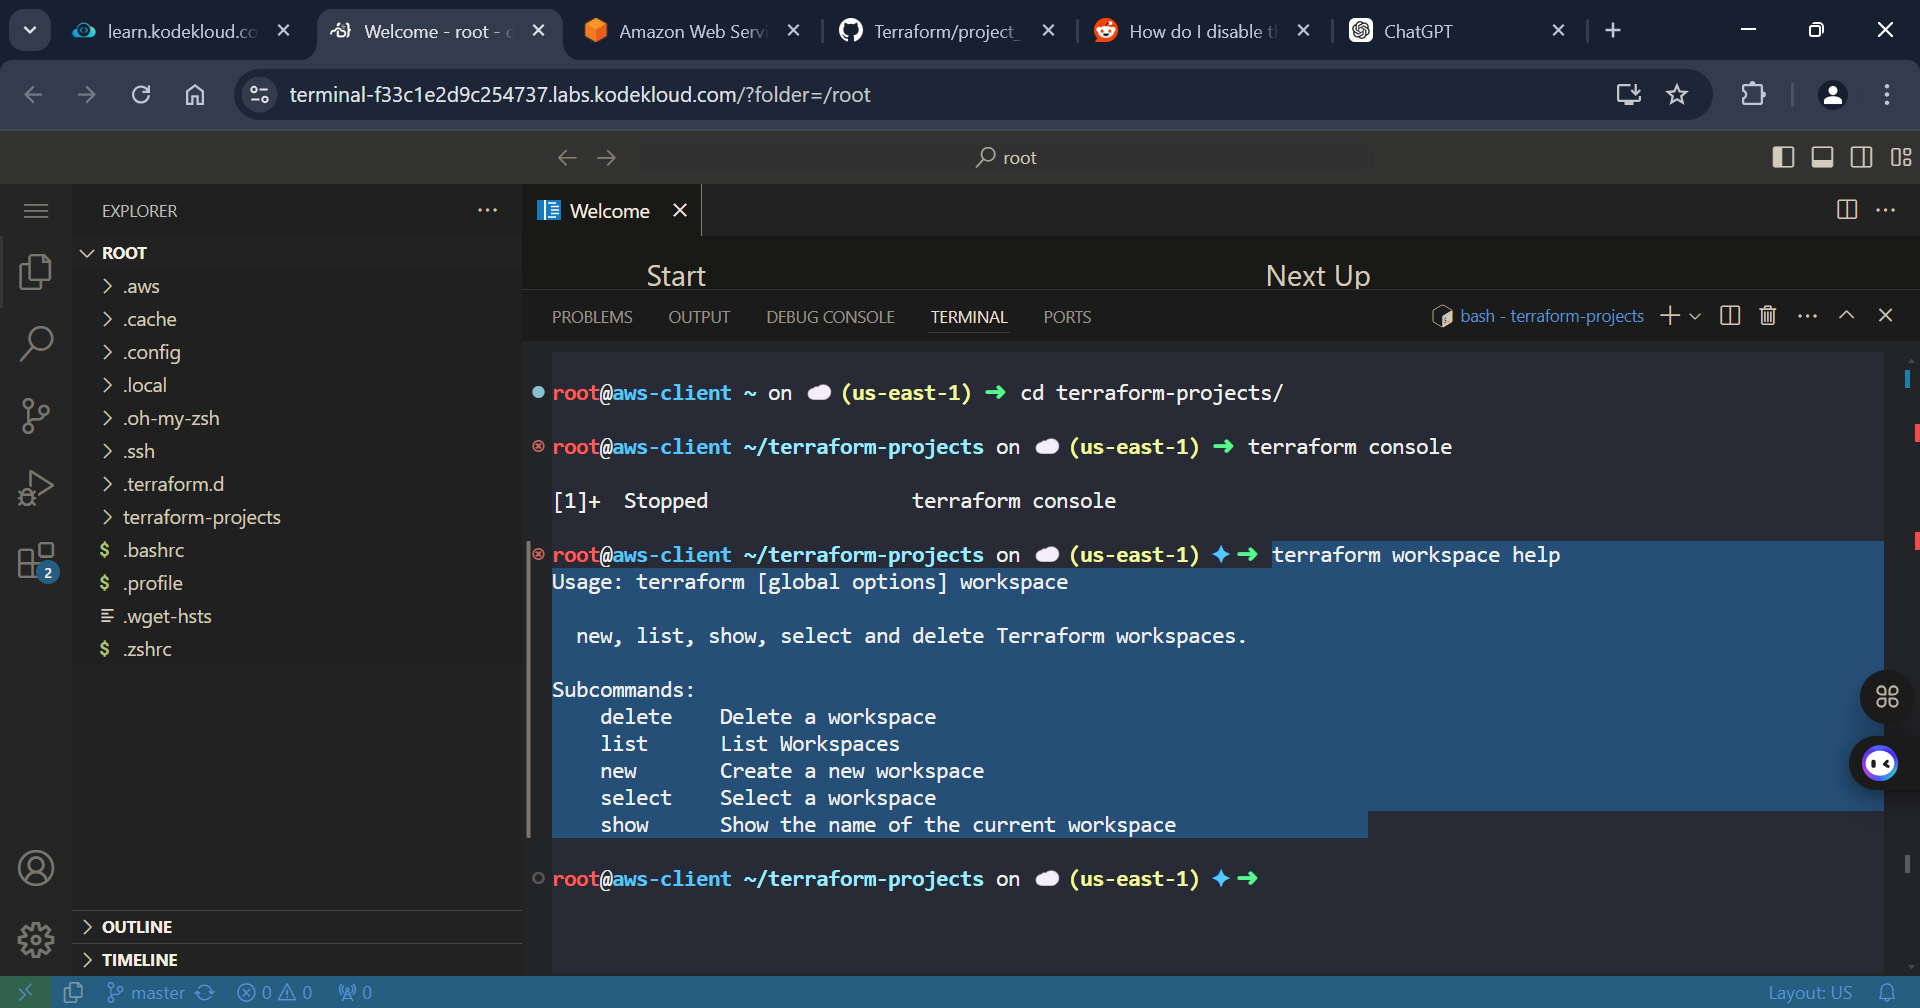 learn.kodekloud.co
Welcome - root - c
Amazon Web Servi
Terraform/project_
How do I disable t
ChatGPT
terminal-f33c1e2d9c254737.labs.kodekloud.com/?folder=/root
root
EXPLORER
ROOT
.aws
.cache
.config
.local
.oh-my-zsh
.ssh
.terraform.d
terraform-projects
$ .bashrc
$ .profile
.wget-hsts
$ .zshrc
2
OUTLINE
TIMELINE
Welcome
Start
Next Up
PROBLEMS OUTPUT DEBUG CONSOLE TERMINAL PORTS
bash - terraform-projects
root@aws-client ~ on ☁️ (us-east-1) ➜ cd terraform-projects/
root@aws-client ~/terraform-projects on ☁️ (us-east-1) ➜ terraform console
[1]+  Stopped                 terraform console
root@aws-client ~/terraform-projects on ☁️ (us-east-1) ✦ ➜ terraform workspace help
Usage: terraform [global options] workspace
new, list, show, select and delete Terraform workspaces.
Subcommands:
delete    Delete a workspace
list      List Workspaces
new       Create a new workspace
select    Select a workspace
show      Show the name of the current workspace
root@aws-client ~/terraform-projects on ☁️ (us-east-1) ✦ ➜
master 0 0 0
Layout: US